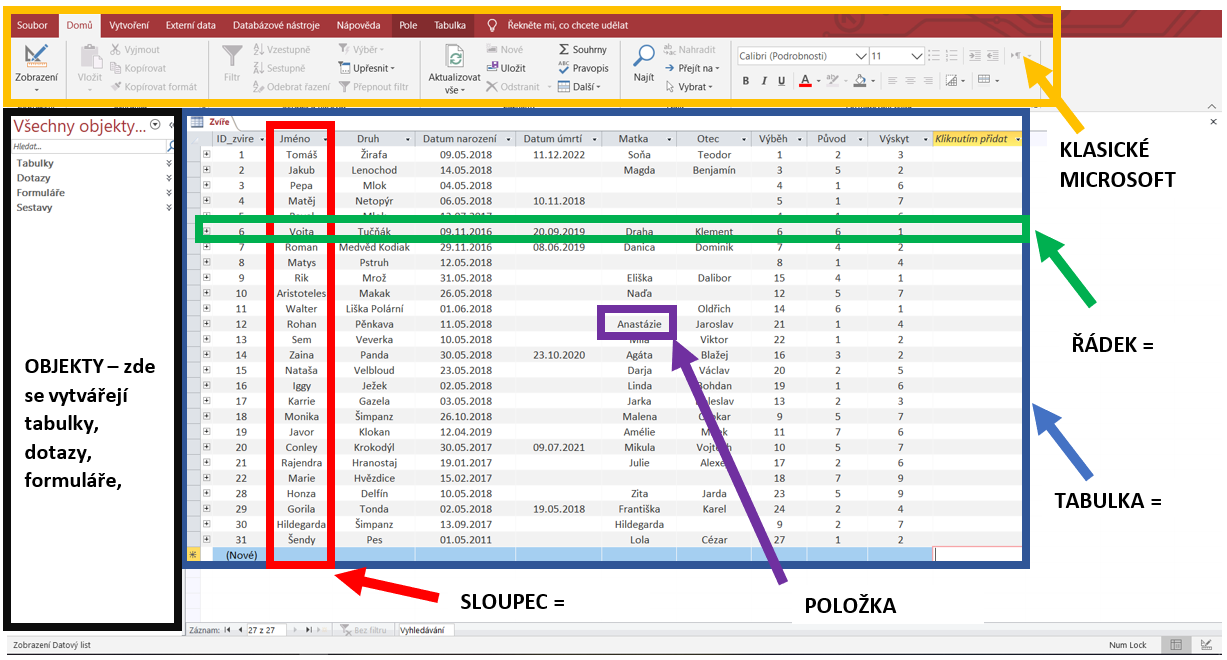 Soubor Domů Vytvoření Externí data Databázové nástroje Nápověda Pole Tabulka Řekněte mi, co chcete udělat
Zobrazení
Vložit
Vyjmout
Kopírovat
Kopírovat formát
Filtr
Vzestupně
Sestupně
Odebrat řazení
Výběr
Upřesnit
Přepnout filtr
Aktualizovat
vše
Nové
Uložit
Odstranit
Souhrny
Pravopis
Další
Najít
Nahradit
Přejít na
Vybrat
Calibri (Podrobnosti) 11
B I U A
Všechny objekty...
Hledat...
Tabulky
Dotazy
Formuláře
Sestavy
OBJEKTY – zde
se vytvářejí
tabulky,
dotazy,
formuláře,
Zvíře
ID_zvire Jméno Druh Datum narození Datum úmrtí Matka Otec Výběh Původ Výskyt Kliknutím přidat
1 Tomáš Žirafa 09.05.2018 11.12.2022 Soňa Teodor 1 2 3
2 Jakub Lenochod 14.05.2018 Magda Benjamín 3 5 2
3 Pepa Mlok 04.05.2018 4 1 6
4 Matěj Netopýr 06.05.2018 10.11.2018 5 1 7
6 Vojta Tučňák 09.11.2016 20.09.2019 Draha Klement 6 6 1
7 Roman Medvěd Kodiak 29.11.2016 08.06.2019 Danica Dominik 7 4 2
8 Matys Pstruh 12.05.2018 8 1 4
9 Rik Mrož 31.05.2018 Eliška Dalibor 15 4 1
10 Aristoteles Makak 26.05.2018 Naďa 12 5 7
11 Walter Liška Polární 01.06.2018 Oldřich 14 6 1
12 Rohan Pěnkava 11.05.2018 Anastázie Jaroslav 21 1 4
13 Sem Veverka 10.05.2018 Viktor 22 1 2
14 Zaina Panda 30.05.2018 23.10.2020 Agáta Blažej 16 3 2
15 Nataša Velbloud 23.05.2018 Darja Václav 20 2 5
16 Iggy Ježek 02.05.2018 Linda Bohdan 19 1 6
17 Karrie Gazela 03.05.2018 Jarka 13 2 3
18 Monika Šimpanz 26.10.2018 Malena 9 5 7
19 Javor Klokan 12.04.2019 Amélie 11 7 6
20 Conley Krokodýl 30.05.2017 09.07.2021 Mikula 10 5 7
21 Rajendra Hranostaj 19.01.2017 Julie 17 2 6
22 Marie Hvězdice 15.02.2017 18 7 9
28 Honza Delfín 10.05.2018 Zita Jarda 23 5 9
29 Gorila Tonda 02.05.2018 19.05.2018 Františka Karel 24 2 4
30 Hildegarda Šimpanz 13.09.2017 Hildegarda 9 2 7
31 Šendy Pes 01.05.2011 Lola Cézar 27 1 2
(Nové)
KLASICKÉ
MICROSOFT
ŘÁDEK =
TABULKA =
SLOUPEC =
POLOŽKA
Záznam: 27 z 27 Bez filtru Vyhledávání
Zobrazení Datový list Num Lock